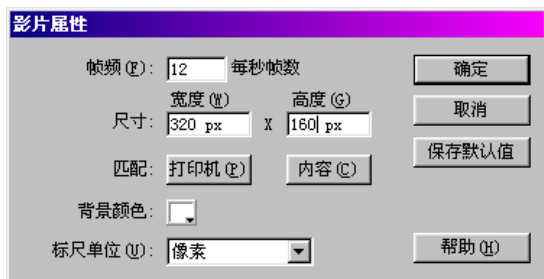 影片属性
帧频(F): 12 每秒帧数
确定
宽度(W) 高度(G)
尺寸: 320 px X 160 px
取消
保存默认值
匹配: 打印机(P) 内容(C)
背景颜色:
标尺单位(U): 像素
帮助(H)